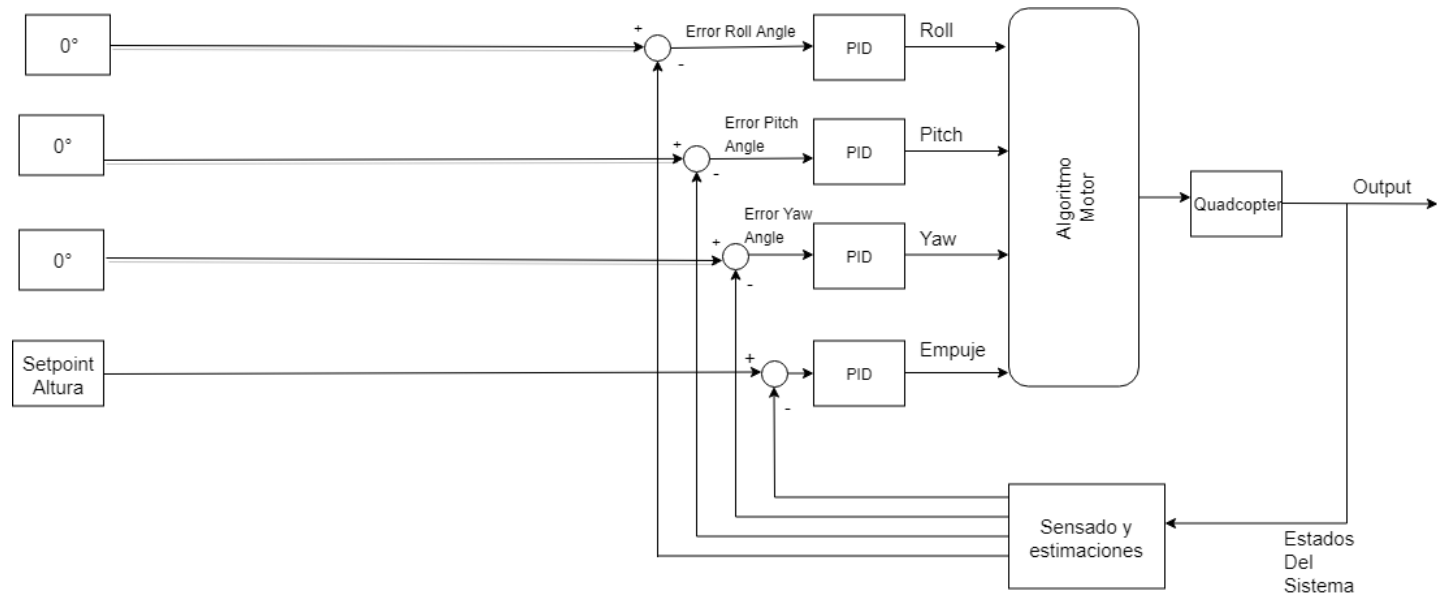 0°
+
-
Error Roll Angle
PID
Roll
0°
+
-
Error Pitch
Angle
PID
Pitch
0°
+
-
Error Yaw
Angle
PID
Yaw
Setpoint
Altura
+
-
PID
Empuje
Algoritmo
Motor
Quadcopter
Output
Sensado y
estimaciones
Estados
Del
Sistema